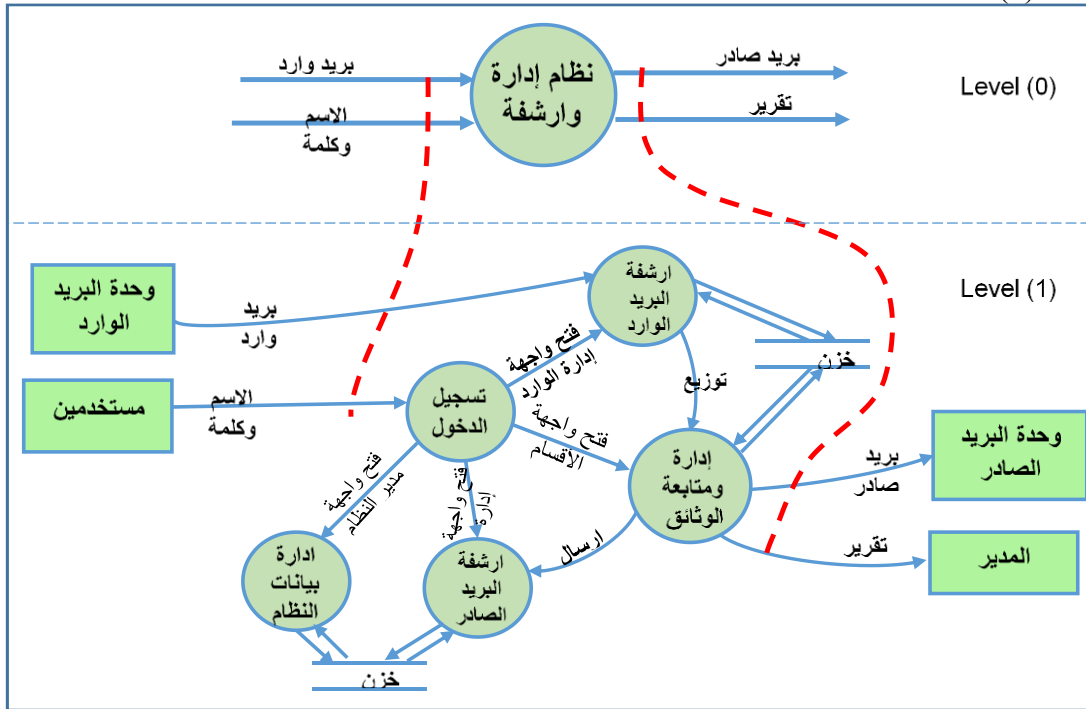 بريد وارد
الاسم
وكلمة
نظام إدارة
وارشفة
بريد صادر
تقرير
Level (0)
Level (1)
وحدة البريد
الوارد
بريد
وارد
ارشفة
البريد
الوارد
خزن
فتح واجهة
إدارة الوارد
توزيع
مستخدمين
الاسم
وكلمة
تسجيل
الدخول
فتح واجهة
الاقسام
إدارة
ومتابعة
الوثائق
بريد
صادر
وحدة البريد
الصادر
تقرير
المدير
فتح واجهة
مدير النظام
فتح واجهة
إدارة
ارسال
ادارة
بيانات
النظام
ارشفة
البريد
الصادر
خزن